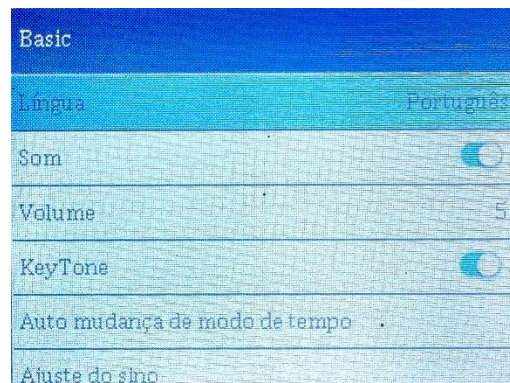 Basic
Língua Português
Som
Volume 5
KeyTone
Auto mudança de modo de tempo
Ajuste do sino